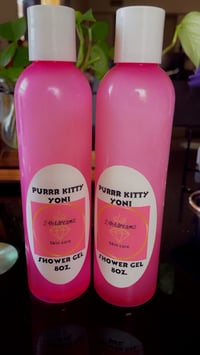 PURRR KITTY
YONI
Skin care
SHOWER GEL
8OZ.
PURRR KITTY
YONI
Skin care
SHOWER GEL
8OZ.